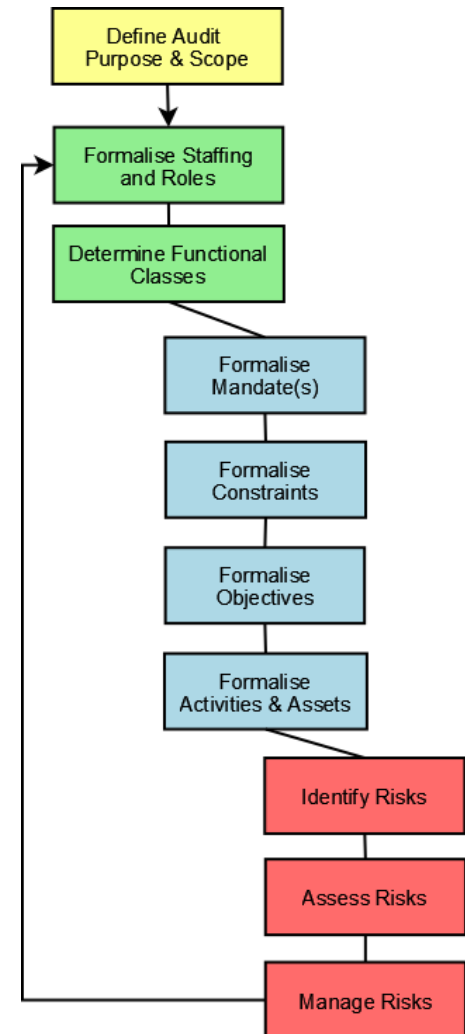 Define Audit
Purpose & Scope
Formalise Staffing
and Roles
Determine Functional
Classes
Formalise
Mandate(s)
Formalise
Constraints
Formalise
Objectives
Formalise
Activities & Assets
Identify Risks
Assess Risks
Manage Risks